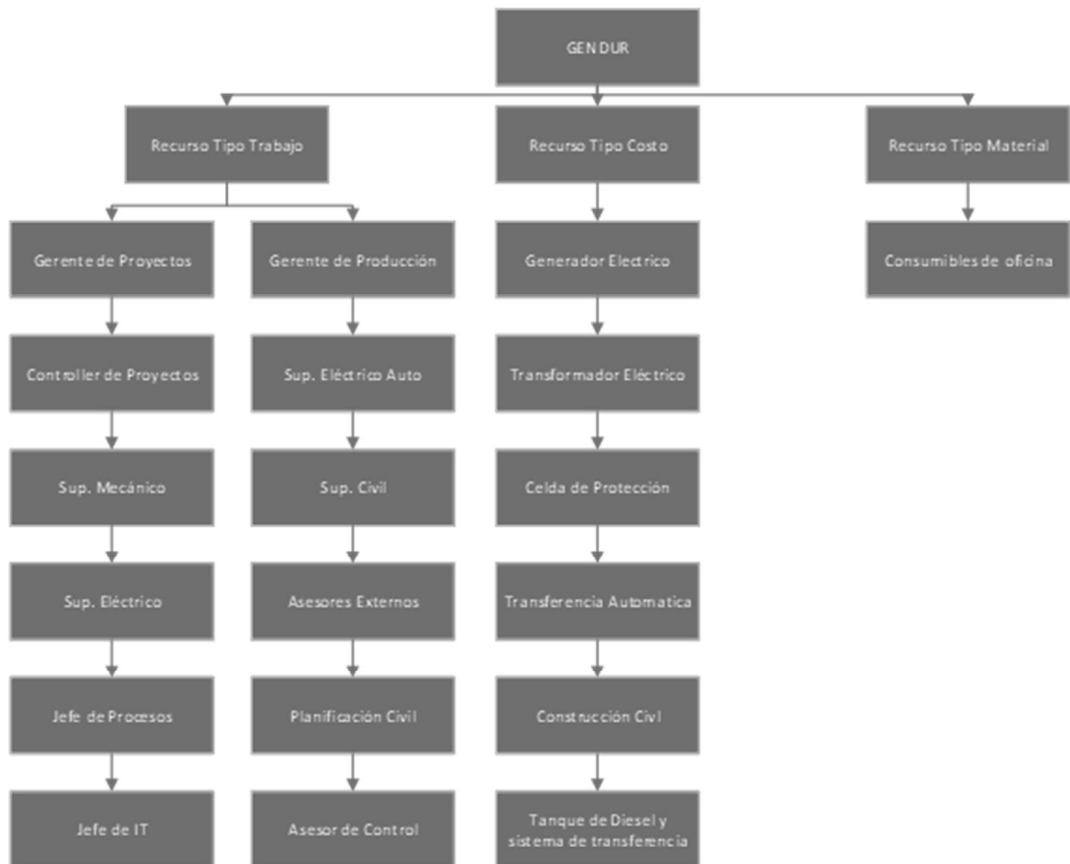 GENDUR
Recurso Tipo Trabajo
Recurso Tipo Costo
Recurso Tipo Material
Gerente de Proyectos
Gerente de Producción
Generador Electrico
Consumibles de oficina
Controller de Proyectos
Sup. Eléctrico Auto
Transformador Eléctrico
Sup. Mecánico
Sup. Civil
Celda de Protección
Sup. Eléctrico
Asesores Externos
Transferencia Automatica
Jefe de Procesos
Planificación Civil
Construcción Civl
Jefe de IT
Asesor de Control
Tanque de Diesel y
sistema de transferencia